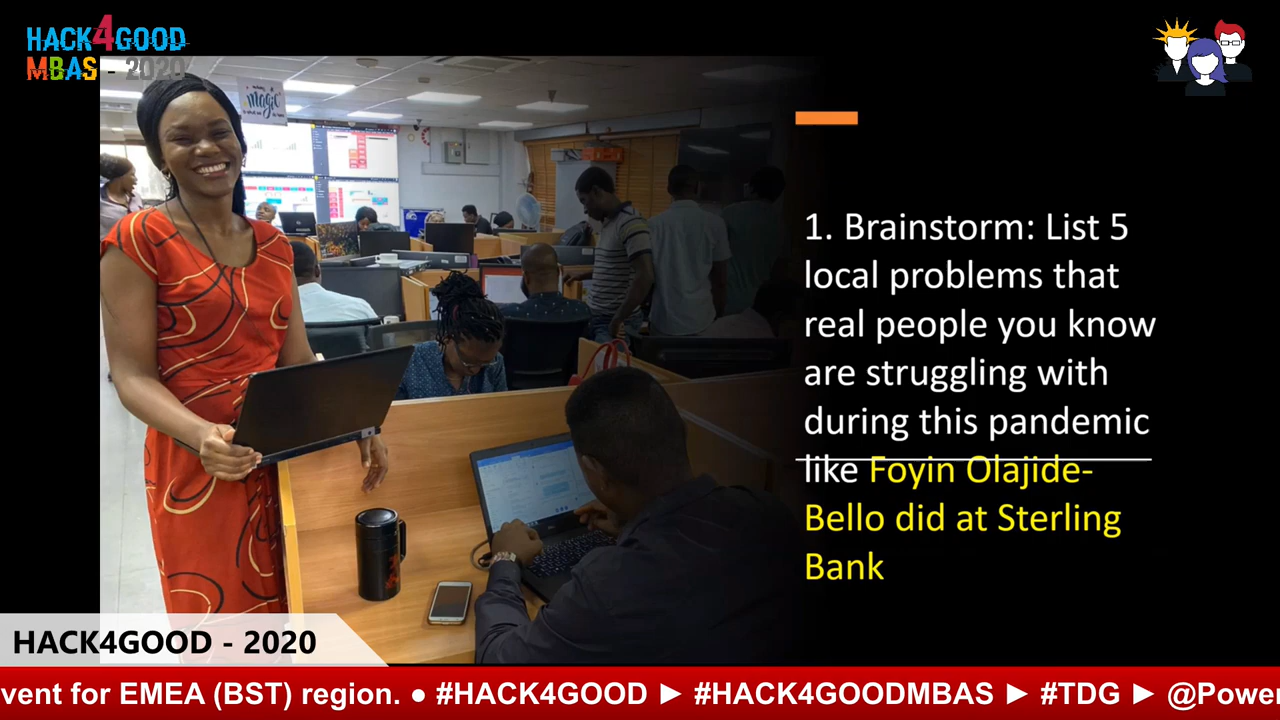 HACK4GOOD
MBAS - 2020
magic
1. Brainstorm: List 5
local problems that
real people you know
are struggling with
during this pandemic
like Foyin Olajide-
Bello did at Sterling
Bank
HACK4GOOD - 2020
vent for EMEA (BST) region. ● #HACK4GOOD ► #HACK4GOODMBAS ► #TDG ► @Power